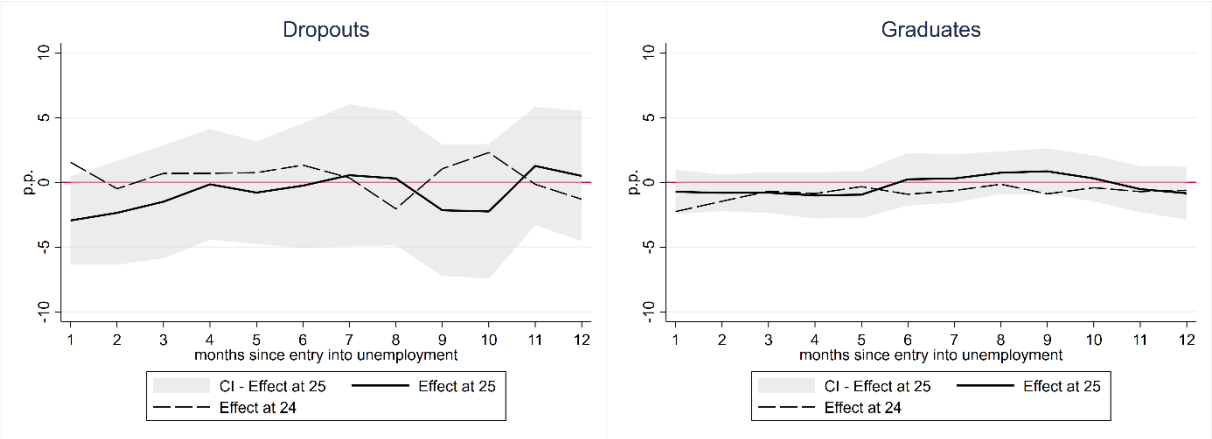 Dropouts
10
5
0
-5
-10
p.p.
1 2 3 4 5 6 7 8 9 10 11 12
months since entry into unemployment
CI - Effect at 25 Effect at 25
Effect at 24
Graduates
10
5
0
-5
-10
p.p.
1 2 3 4 5 6 7 8 9 10 11 12
months since entry into unemployment
CI - Effect at 25 Effect at 25
Effect at 24